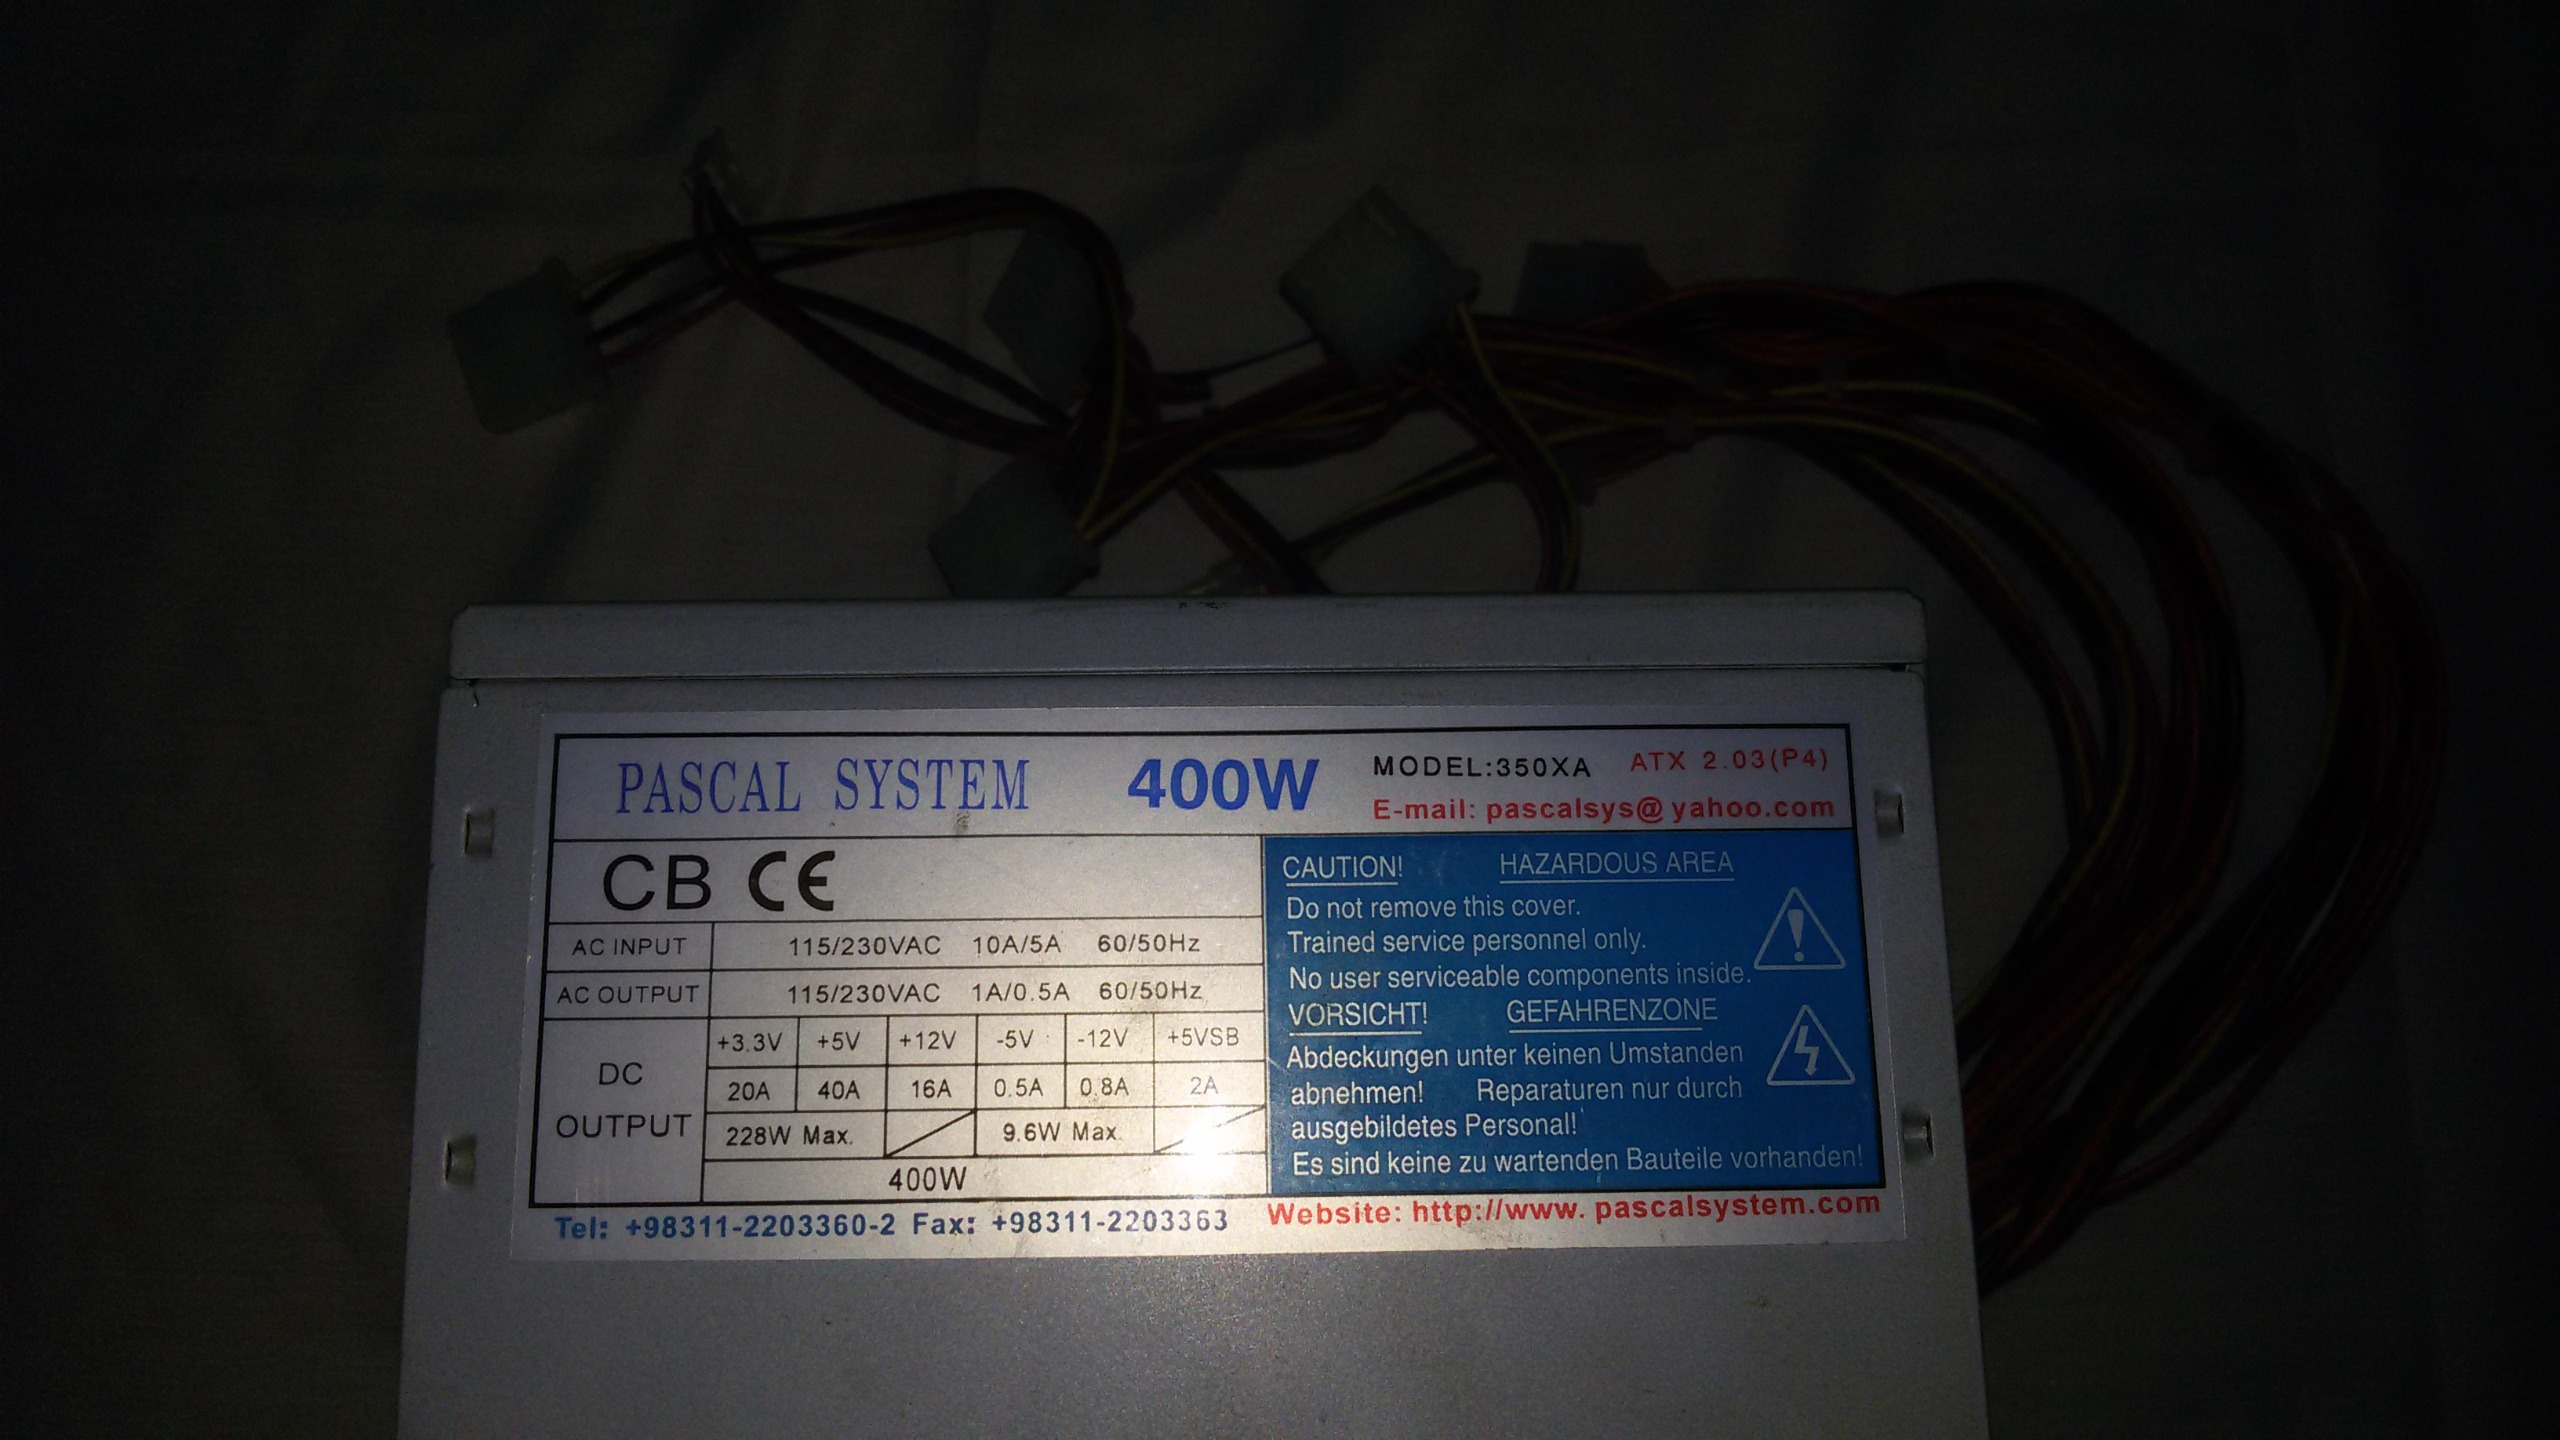 PASCAL SYSTEM 400W MODEL:350XA ATX 2.03(P4)
E-mail: pascalsys@yahoo.com
CB CE
AC INPUT 115/230VAC 10A/5A 60/50Hz
AC OUTPUT 115/230VAC 1A/0.5A 60/50Hz
DC OUTPUT
+3.3V +5V +12V -5V -12V +5VSB
20A 40A 16A 0.5A 0.8A 2A
228W Max. 9.6W Max.
400W
CAUTION! HAZARDOUS AREA
Do not remove this cover.
Trained service personnel only.
No user serviceable components inside.
VORSICHT! GEFAHRENZONE
Abdeckungen unter keinen Umstanden
abnehmen! Reparaturen nur durch
ausgebildetes Personal!
Es sind keine zu wartenden Bauteile vorhanden!
Tel: +98311-2203360-2 Fax: +98311-2203363 Website: http://www. pascalsystem.com